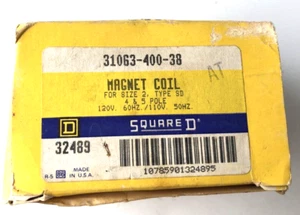 31063-400-38
AT
MAGNET COIL
FOR SIZE 2, TYPE SD
4 & 5 POLE
120V. 60HZ./110V. 50HZ.
D
SQUARE D
32489
MADE
IN U.S.A.
10785901324895